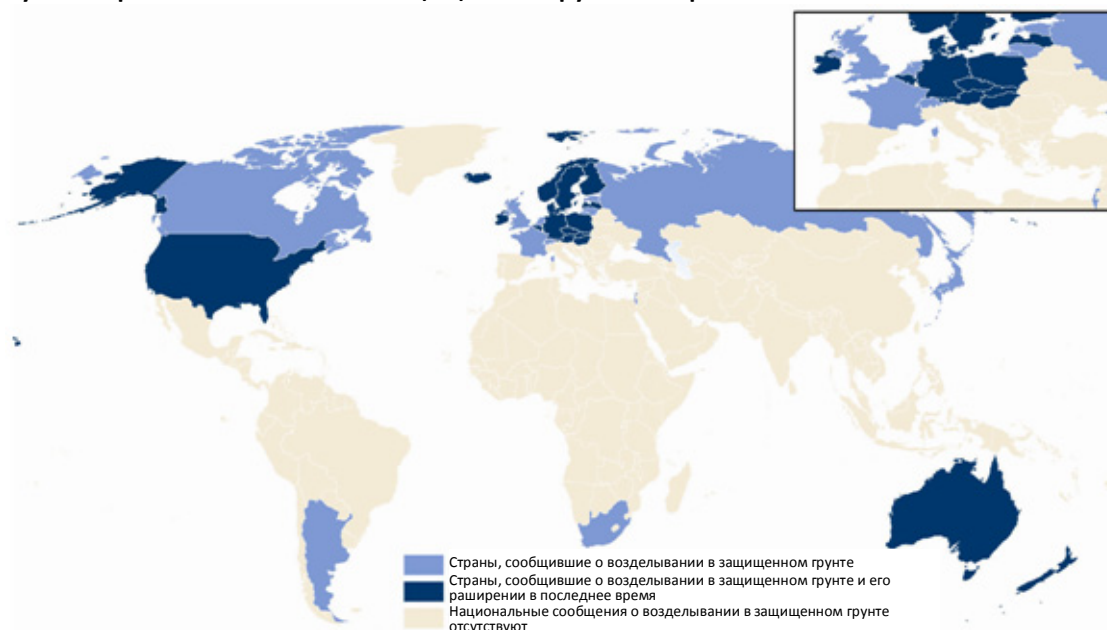 Страны, сообщившие о возделывании в защищенном грунте
Страны, сообщившие о возделывании в защищенном грунте и его
раширении в последнее время
Национальные сообщения о возделывании в защищенном грунте
отсутствуют